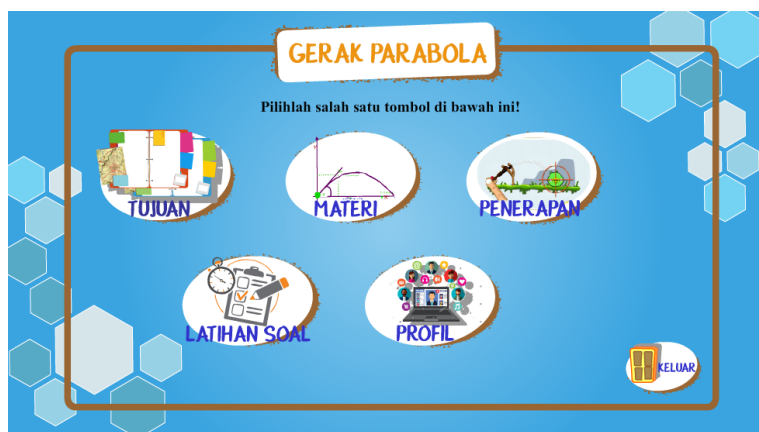 GERAK PARABOLA
Pilihlah salah satu tombol di bawah ini!
TUJUAN
MATERI
PENERAPAN
LATIHAN SOAL
PROFIL
KELUAR